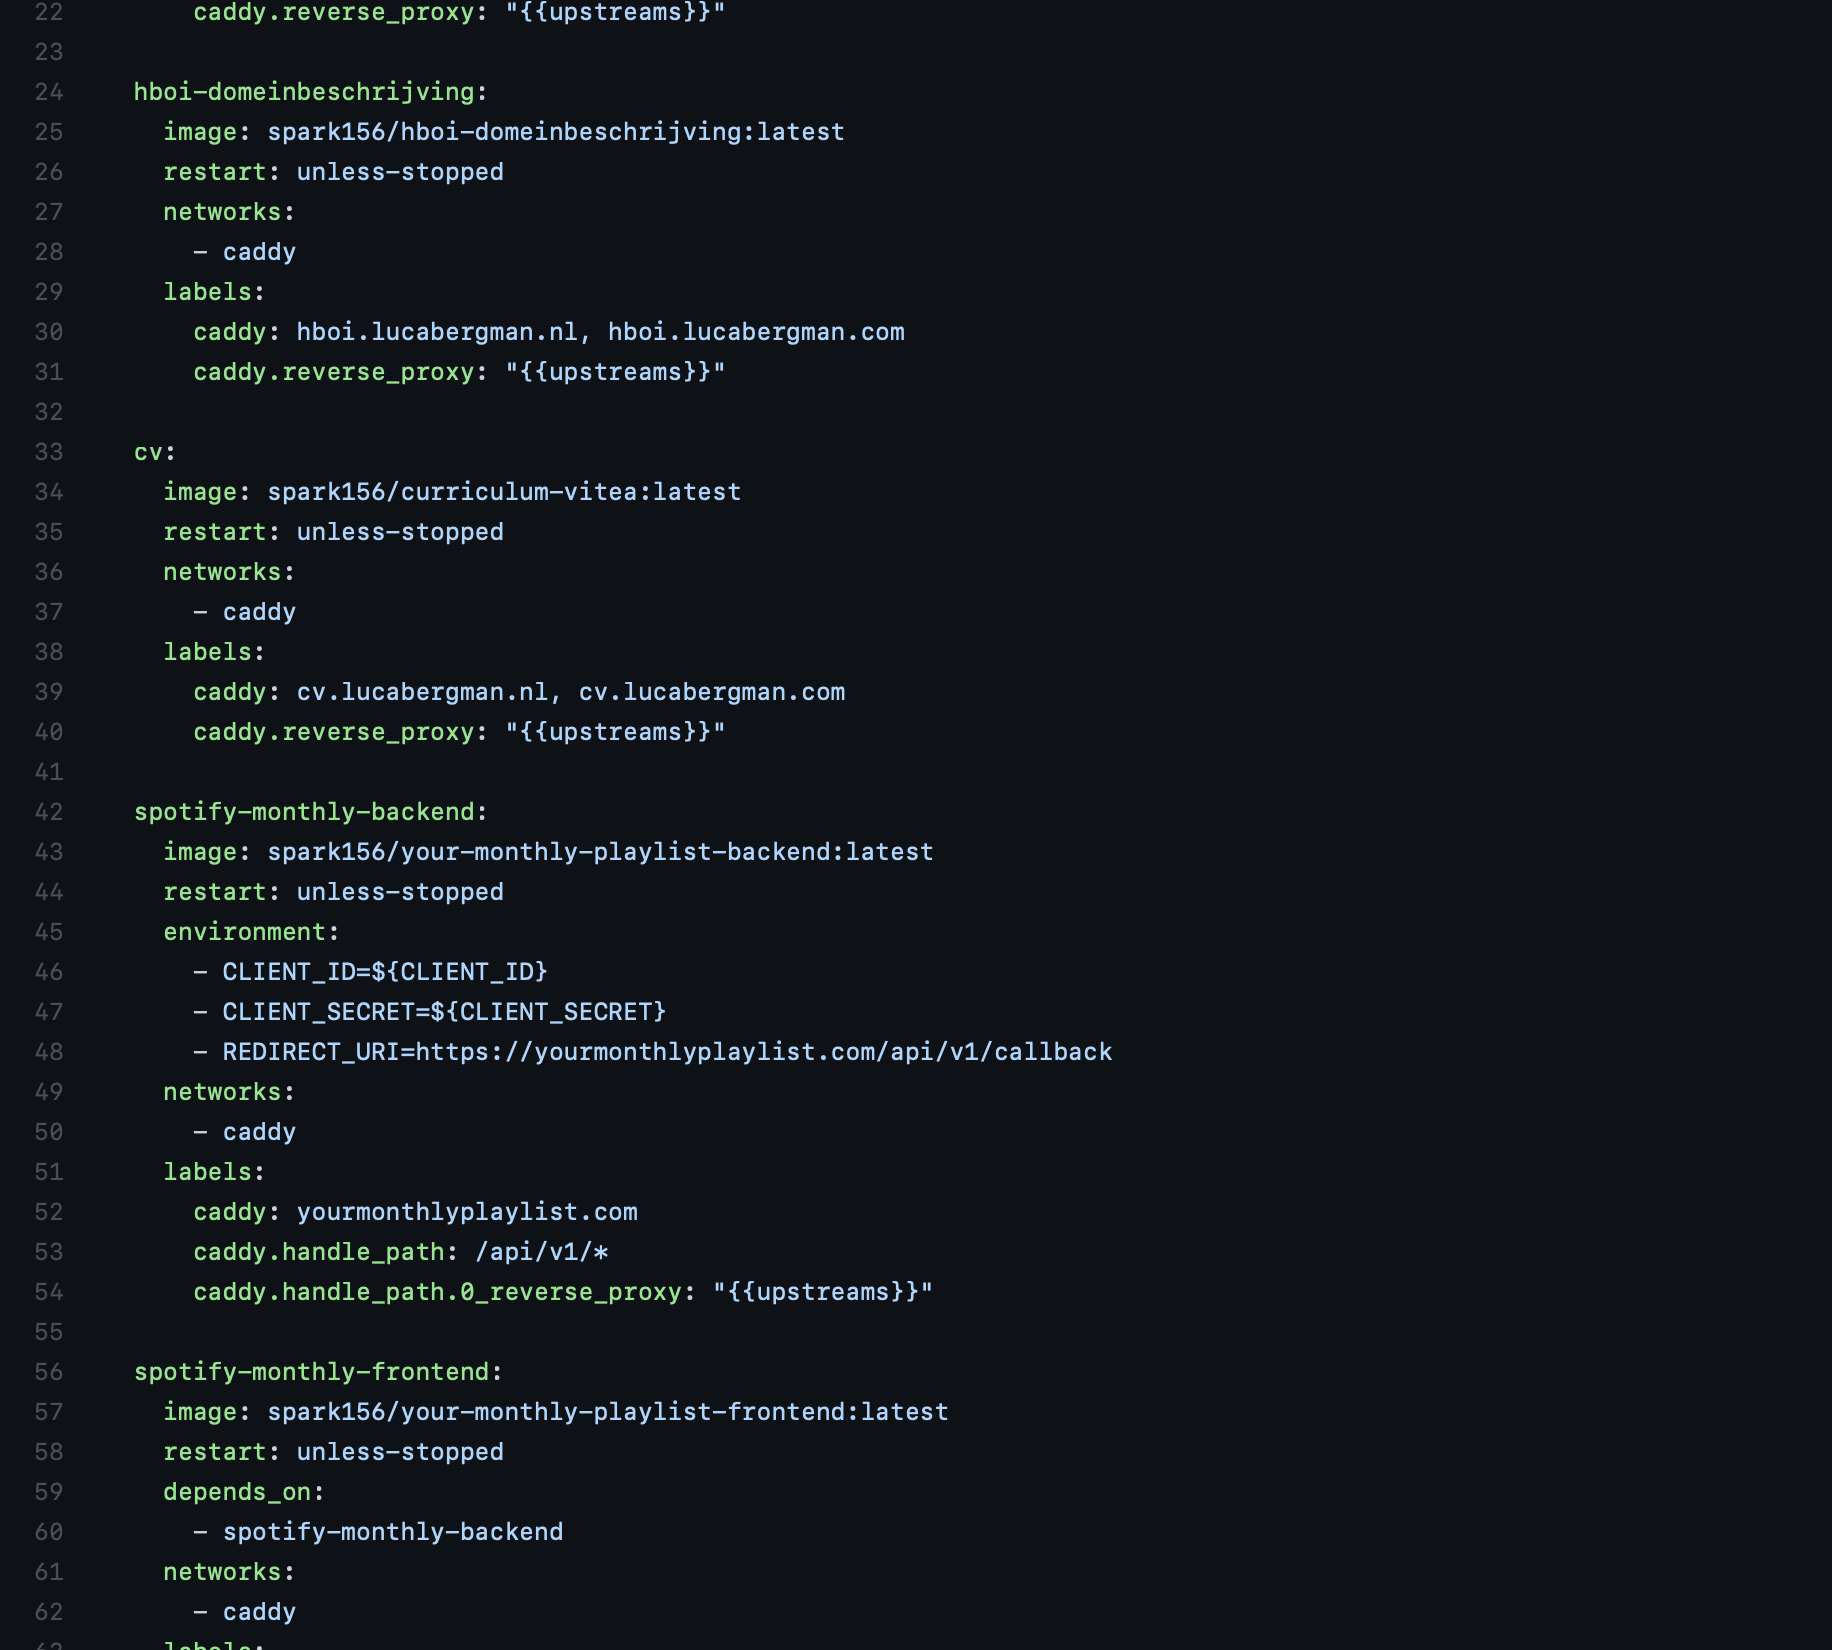 22 caddy.reverse_proxy: "{{upstreams}}"
23
24 hboi-domeinbeschrijving:
25 image: spark156/hboi-domeinbeschrijving:latest
26 restart: unless-stopped
27 networks:
28 - caddy
29 labels:
30 caddy: hboi.lucabergman.nl, hboi.lucabergman.com
31 caddy.reverse_proxy: "{{upstreams}}"
32
33 cv:
34 image: spark156/curriculum-vitea:latest
35 restart: unless-stopped
36 networks:
37 - caddy
38 labels:
39 caddy: cv.lucabergman.nl, cv.lucabergman.com
40 caddy.reverse_proxy: "{{upstreams}}"
41
42 spotify-monthly-backend:
43 image: spark156/your-monthly-playlist-backend:latest
44 restart: unless-stopped
45 environment:
46 - CLIENT_ID=${CLIENT_ID}
47 - CLIENT_SECRET=${CLIENT_SECRET}
48 - REDIRECT_URI=https://yourmonthlyplaylist.com/api/v1/callback
49 networks:
50 - caddy
51 labels:
52 caddy: yourmonthlyplaylist.com
53 caddy.handle_path: /api/v1/*
54 caddy.handle_path.0_reverse_proxy: "{{upstreams}}"
55
56 spotify-monthly-frontend:
57 image: spark156/your-monthly-playlist-frontend:latest
58 restart: unless-stopped
59 depends_on:
60 - spotify-monthly-backend
61 networks:
62 - caddy
63 labels: